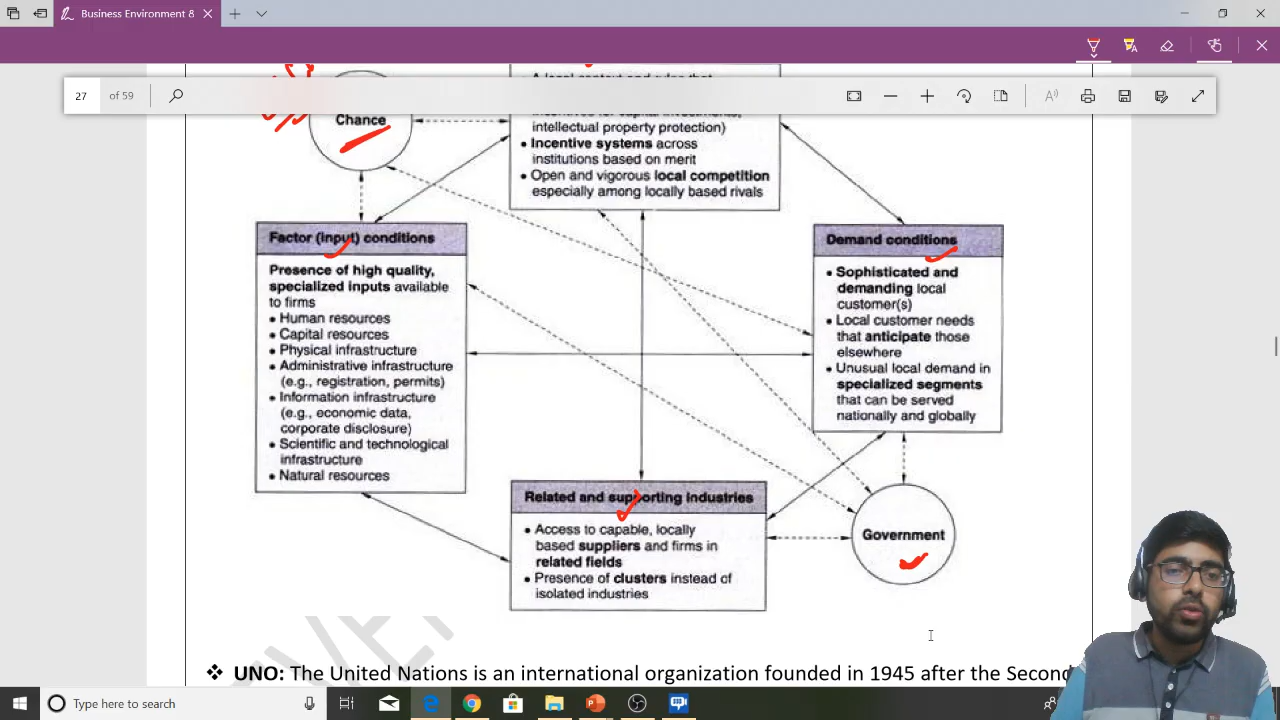 Business Environment 8
27 of 59
Chance
intellectual property protection)
• Incentive systems across
institutions based on merit
• Open and vigorous local competition
especially among locally based rivals
Factor (input) conditions
Presence of high quality,
specialized inputs available
to firms
• Human resources
• Capital resources
• Physical infrastructure
• Administrative infrastructure
(e.g., registration, permits)
• Information infrastructure
(e.g., economic data,
corporate disclosure)
• Scientific and technological
infrastructure
• Natural resources
Demand conditions
• Sophisticated and
demanding local
customer(s)
• Local customer needs
that anticipate those
elsewhere
• Unusual local demand in
specialized segments
that can be served
nationally and globally
Related and supporting industries
• Access to capable, locally
based suppliers and firms in
related fields
• Presence of clusters instead of
isolated industries
Government
❖ UNO: The United Nations is an international organization founded in 1945 after the Second
Type here to search